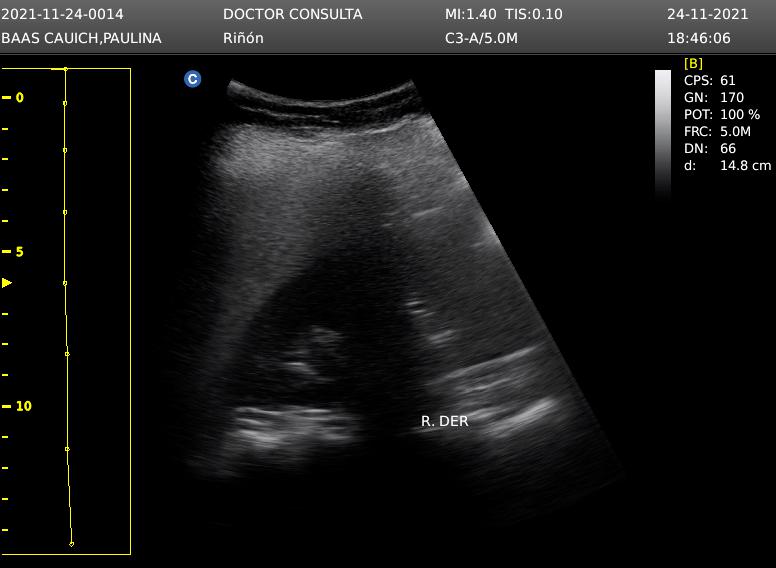 2021-11-24-0014 DOCTOR CONSULTA MI:1.40 TIS:0.10 24-11-2021
BAAS CAUICH,PAULINA Riñón C3-A/5.0M 18:46:06
C
[B]
CPS: 61
GN: 170
POT: 100 %
FRC: 5.0M
DN: 66
d: 14.8 cm
0
5
10
R. DER